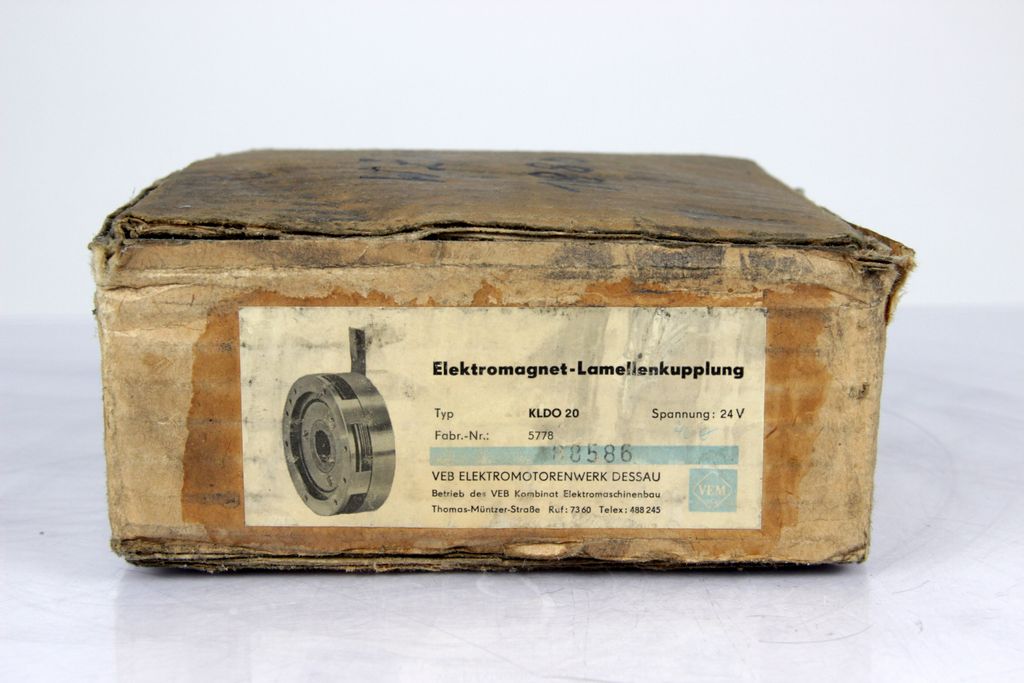 Elektromagnet-Lamellenkupplung
Typ KLDO 20 Spannung: 24 V
Fabr.-Nr.: 5778
88586
VEB ELEKTROMOTORENWERK DESSAU
Betrieb des VEB Kombinat Elektromaschinenbau
Thomas-Müntzer-Straße Ruf: 7360 Telex: 488 245
VEM